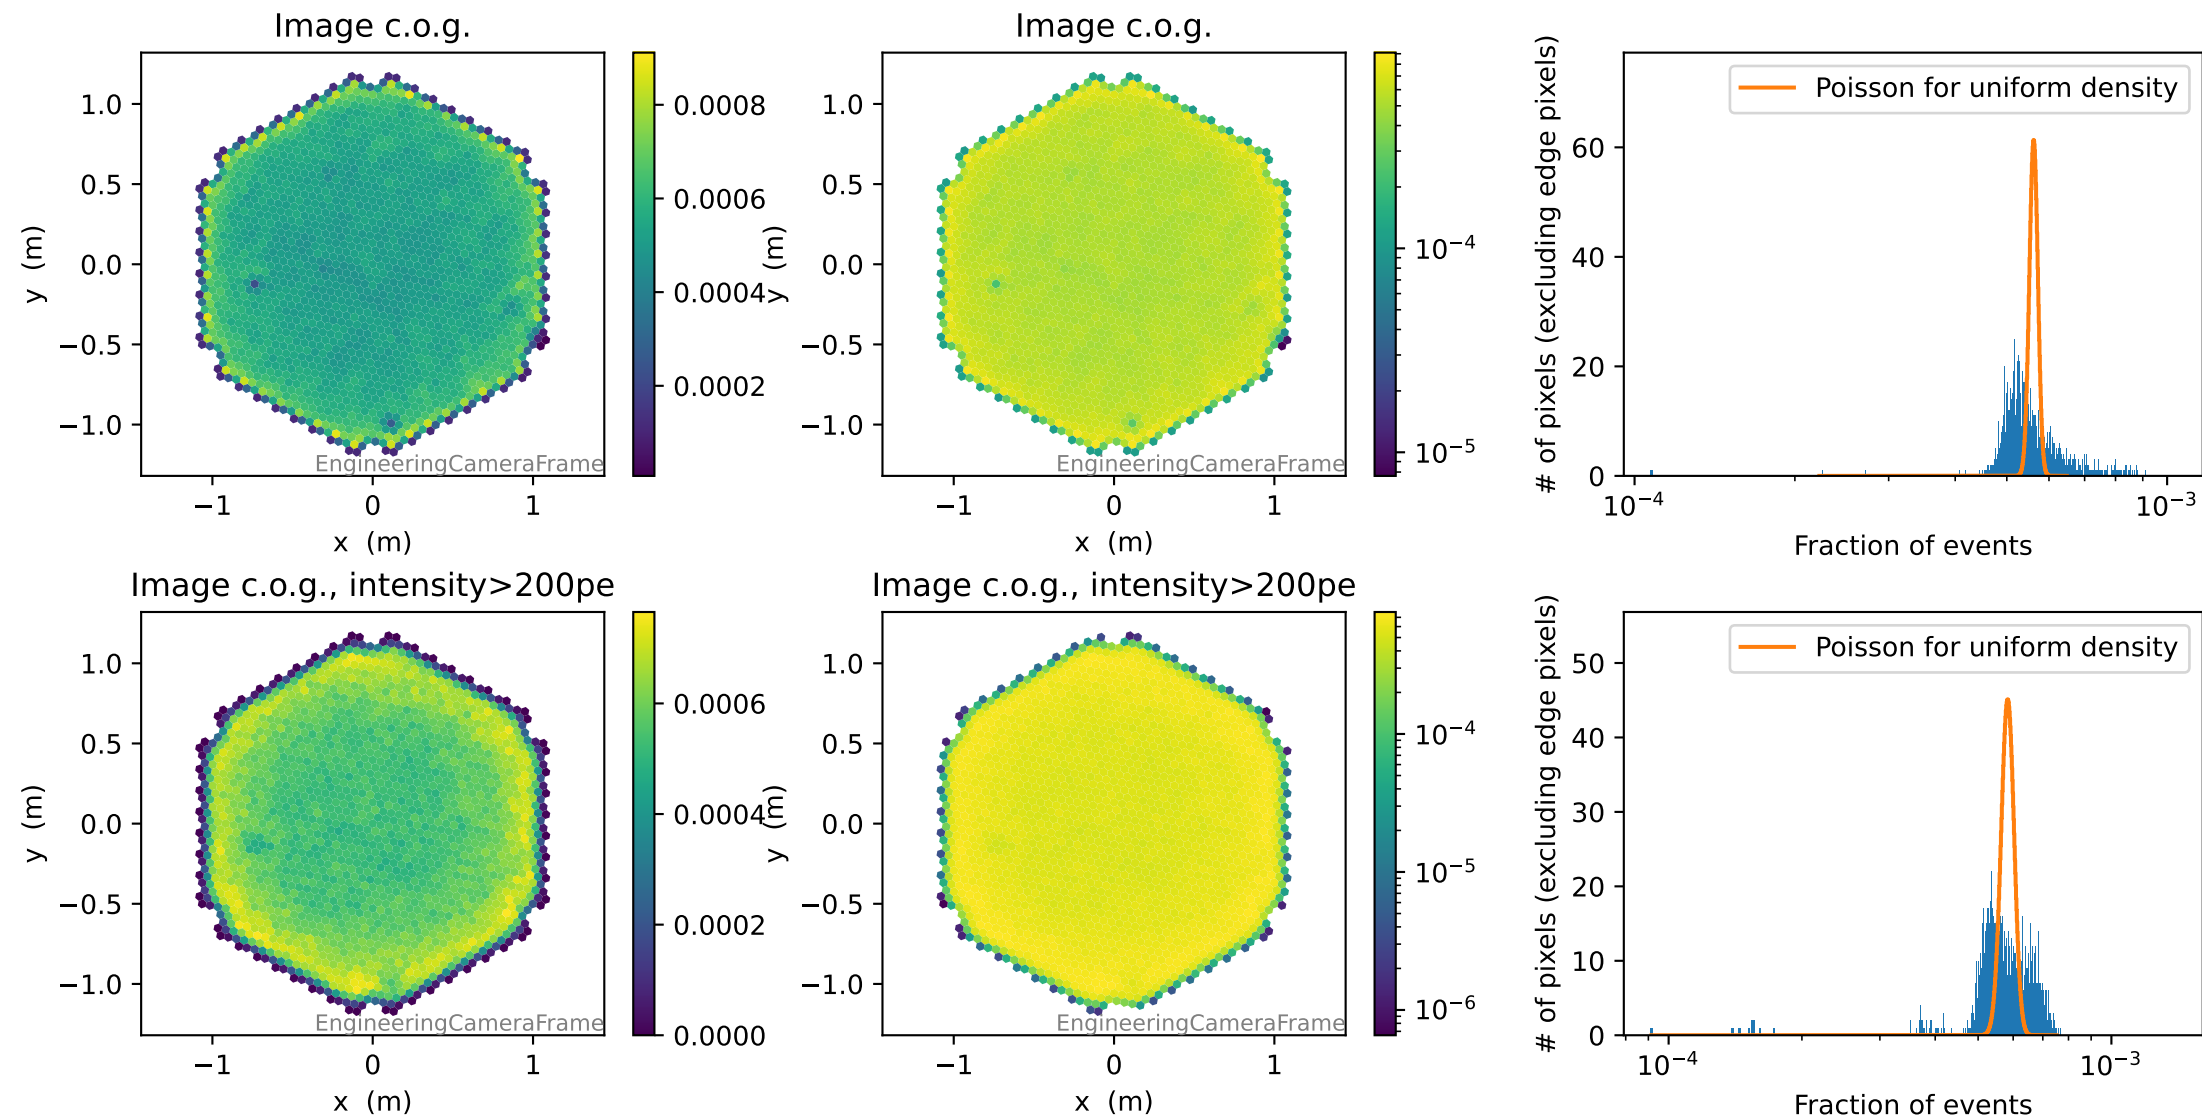 Image c.o.g.
1.0
0.5
0.0
−0.5
−1.0
y (m)
−1
0
1
x (m)
EngineeringCameraFrame
0.0008
0.0006
0.0004
0.0002
Image c.o.g.
1.0
0.5
0.0
−0.5
−1.0
y (m)
−1
0
1
x (m)
EngineeringCameraFrame
10⁻⁴
10⁻⁵
Poisson for uniform density
60
40
20
0
# of pixels (excluding edge pixels)
10⁻⁴
10⁻³
Fraction of events
Image c.o.g., intensity>200pe
1.0
0.5
0.0
−0.5
−1.0
y (m)
−1
0
1
x (m)
EngineeringCameraFrame
0.0006
0.0004
0.0002
0.0000
Image c.o.g., intensity>200pe
1.0
0.5
0.0
−0.5
−1.0
y (m)
−1
0
1
x (m)
EngineeringCameraFrame
10⁻⁴
10⁻⁵
10⁻⁶
Poisson for uniform density
50
40
30
20
10
0
# of pixels (excluding edge pixels)
10⁻⁴
10⁻³
Fraction of events